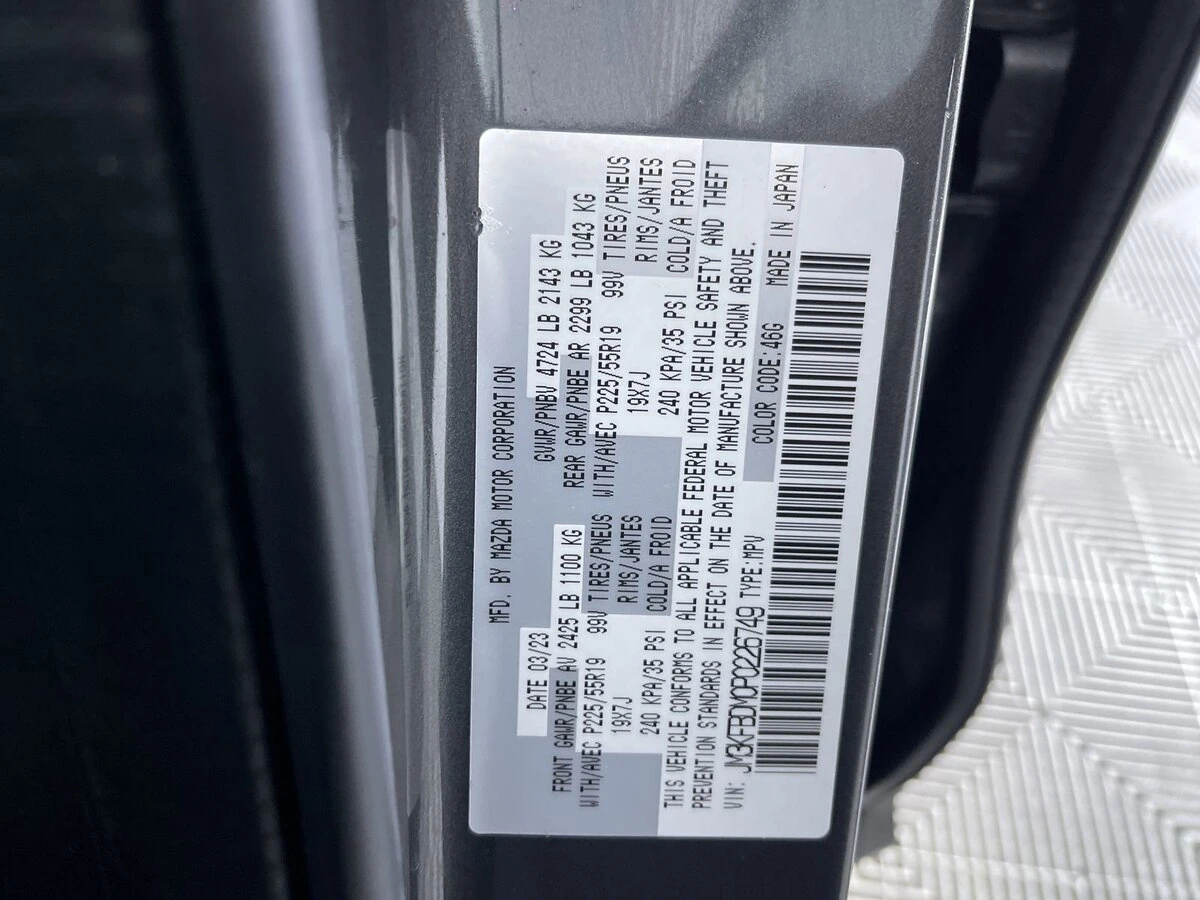 MFD. BY MAZDA MOTOR CORPORATION
DATE 03/23 GVWR/PNBV 4724 LB 2143 KG
FRONT GAWR/PNBE AV 2425 LB 1100 KG REAR GAWR/PNBE AR 2299 LB 1043 KG
WITH/AVEC P225/55R19 99V TIRES/PNEUS WITH/AVEC P225/55R19 99V TIRES/PNEUS
19X7J RIMS/JANTES 19X7J RIMS/JANTES
240 KPA/35 PSI COLD/A FROID 240 KPA/35 PSI COLD/A FROID
THIS VEHICLE CONFORMS TO ALL APPLICABLE FEDERAL MOTOR VEHICLE SAFETY AND THEFT
PREVENTION STANDARDS IN EFFECT ON THE DATE OF MANUFACTURE SHOWN ABOVE.
VIN: JM3KFBDM0P0226749 TYPE:MPV COLOR CODE:46G MADE IN JAPAN